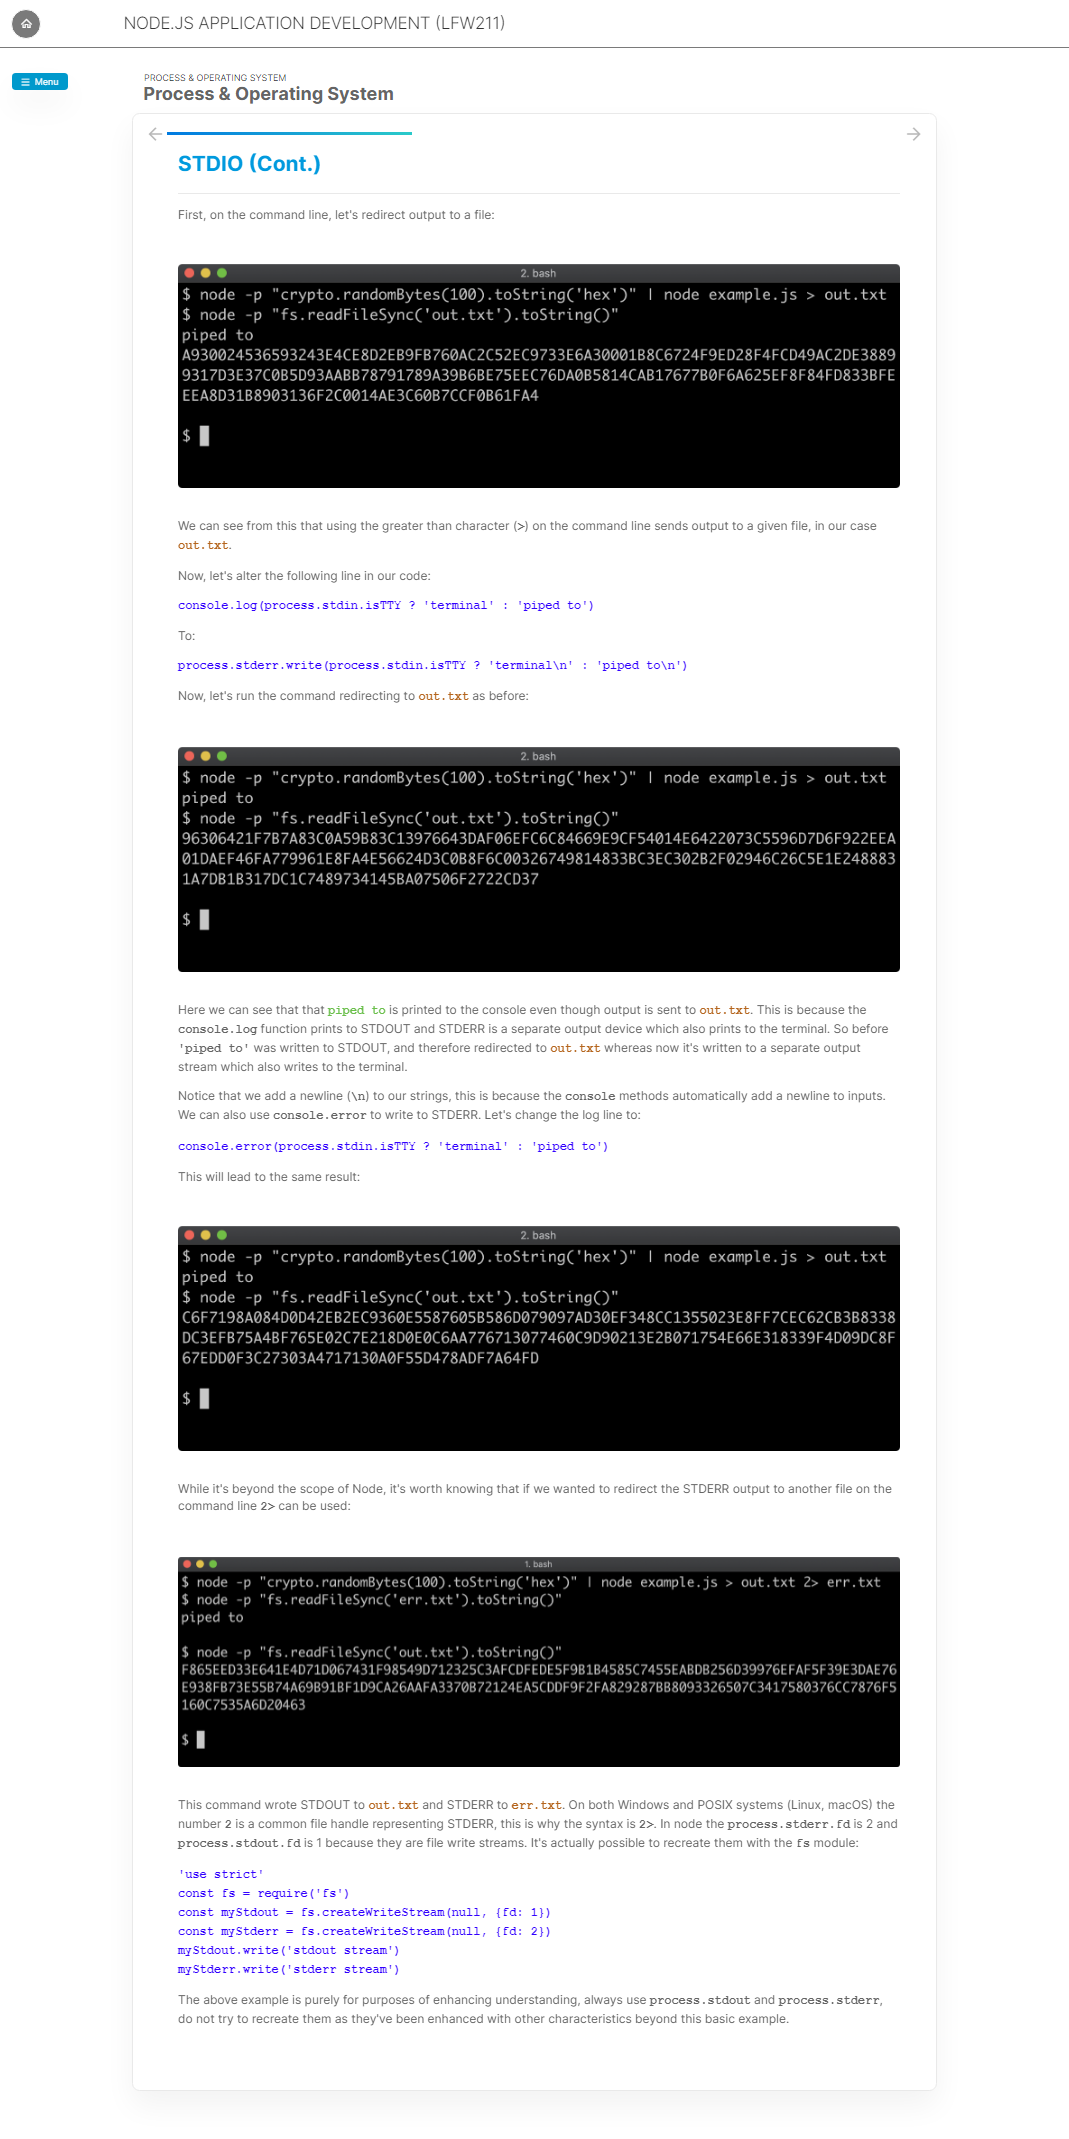 NODE.JS APPLICATION DEVELOPMENT (LFW211)
Menu
PROCESS & OPERATING SYSTEM
Process & Operating System
STDIO (Cont.)
First, on the command line, let's redirect output to a file:
2. bash
$ node -p "crypto.randomBytes(100).toString('hex')" | node example.js > out.txt
$ node -p "fs.readFileSync('out.txt').toString()"
piped to
A930024536593243E4CE8D2EB9FB760AC2C52EC9733E6A30001B8C6724F9ED28F4FCD49AC2DE3889
9317D3E37C0B5D93AABB78791789A39B6BE75EEC76DA0B5814CAB17677B0F6A625EF8F84FD833BFE
EEA8D31B8903136F2C0014AE3C60B7CCF0B61FA4
$
We can see from this that using the greater than character (>) on the command line sends output to a given file, in our case
out.txt.
Now, let's alter the following line in our code:
console.log(process.stdin.isTTY ? 'terminal' : 'piped to')
To:
process.stderr.write(process.stdin.isTTY ? 'terminal\n' : 'piped to\n')
Now, let's run the command redirecting to out.txt as before:
2. bash
$ node -p "crypto.randomBytes(100).toString('hex')" | node example.js > out.txt
piped to
$ node -p "fs.readFileSync('out.txt').toString()"
96306421F7B7A83C0A59B83C13976643DAF06EFC6C84669E9CF54014E6422073C5596D7D6F922EEA
01DAEF46FA779961E8FA4E56624D3C0B8F6C00326749814833BC3EC302B2F02946C26C5E1E248883
1A7DB1B317DC1C7489734145BA07506F2722CD37
$
Here we can see that that piped to is printed to the console even though output is sent to out.txt. This is because the
console.log function prints to STDOUT and STDERR is a separate output device which also prints to the terminal. So before
'piped to' was written to STDOUT, and therefore redirected to out.txt whereas now it's written to a separate output
stream which also writes to the terminal.
Notice that we add a newline (\n) to our strings, this is because the console methods automatically add a newline to inputs.
We can also use console.error to write to STDERR. Let's change the log line to:
console.error(process.stdin.isTTY ? 'terminal' : 'piped to')
This will lead to the same result:
2. bash
$ node -p "crypto.randomBytes(100).toString('hex')" | node example.js > out.txt
piped to
$ node -p "fs.readFileSync('out.txt').toString()"
C6F7198A084D0D42EB2EC9360E5587605B586D079097AD30EF348CC1355023E8FF7CEC62CB3B8338
DC3EFB75A4BF765E02C7E218D0E0C6AA776713077460C9D90213E2B071754E66E318339F4D09DC8F
67EDD0F3C27303A4717130A0F55D478ADF7A64FD
$
While it's beyond the scope of Node, it's worth knowing that if we wanted to redirect the STDERR output to another file on the
command line 2> can be used:
1. bash
$ node -p "crypto.randomBytes(100).toString('hex')" | node example.js > out.txt 2> err.txt
$ node -p "fs.readFileSync('err.txt').toString()"
piped to
$ node -p "fs.readFileSync('out.txt').toString()"
F865EED33E641E4D71D067431F98549D712325C3AFCDFEDE5F9B1B4585C7455EABDB256D39976EFAF5F39E3DAE76
E938FB73E55B74A69B91BF1D9CA26AAFA3370B72124EA5CDDF9F2FA829287BB8093326507C3417580376CC7876F5
160C7535A6D20463
$
This command wrote STDOUT to out.txt and STDERR to err.txt. On both Windows and POSIX systems (Linux, macOS) the
number 2 is a common file handle representing STDERR, this is why the syntax is 2>. In node the process.stderr.fd is 2 and
process.stdout.fd is 1 because they are file write streams. It's actually possible to recreate them with the fs module:
'use strict'
const fs = require('fs')
const myStdout = fs.createWriteStream(null, {fd: 1})
const myStderr = fs.createWriteStream(null, {fd: 2})
myStdout.write('stdout stream')
myStderr.write('stderr stream')
The above example is purely for purposes of enhancing understanding, always use process.stdout and process.stderr,
do not try to recreate them as they've been enhanced with other characteristics beyond this basic example.